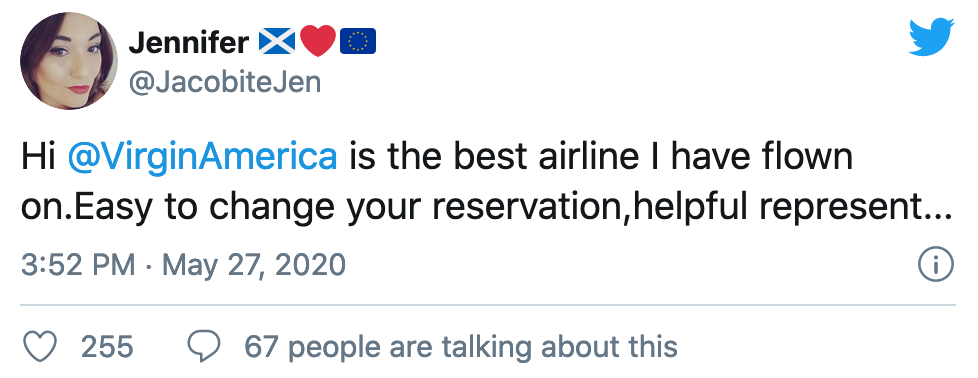 Jennifer 🏴󠁧󠁢󠁳󠁣󠁴󠁿❤️🇪🇺
@JacobiteJen
Hi @VirginAmerica is the best airline I have flown
on.Easy to change your reservation,helpful represent...
3:52 PM · May 27, 2020
255 67 people are talking about this